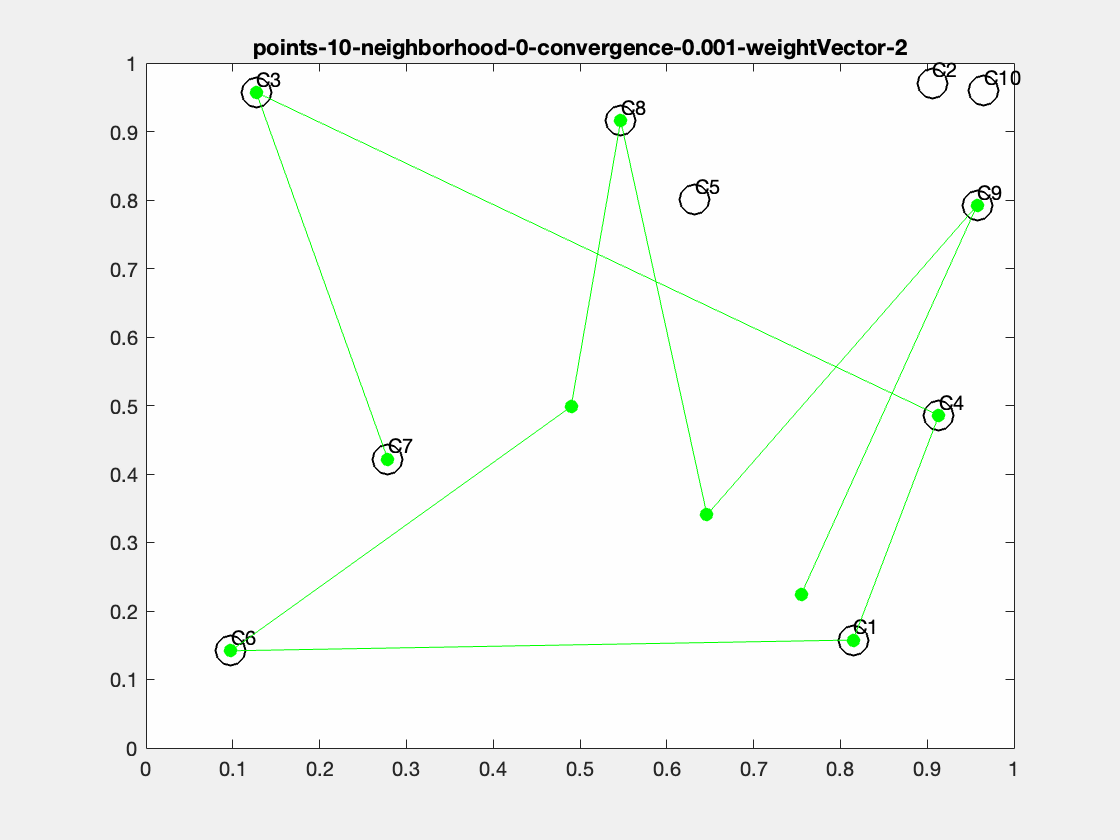 points-10-neighborhood-0-convergence-0.001-weightVector-2
1
C3
C2
C10
C8
0.9
C5
C9
0.8
0.7
0.6
0.5
C4
C7
0.4
0.3
0.2
C1
C6
0.1
0
0 0.1 0.2 0.3 0.4 0.5 0.6 0.7 0.8 0.9 1